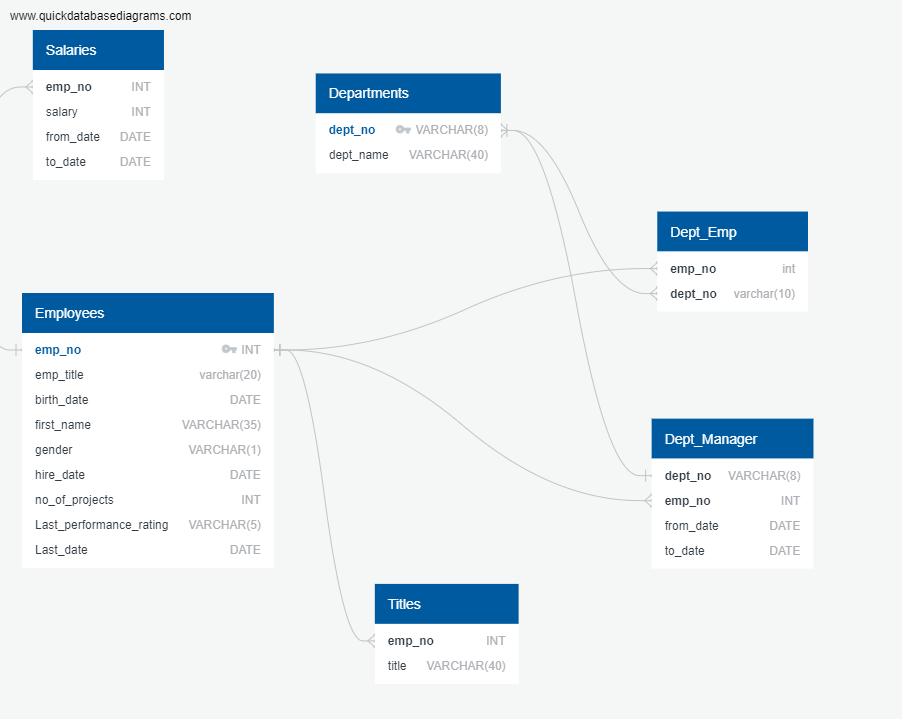 www.quickdatabasediagrams.com
Salaries
emp_no INT
salary INT
from_date DATE
to_date DATE
Departments
dept_no VARCHAR(8)
dept_name VARCHAR(40)
Dept_Emp
emp_no int
dept_no varchar(10)
Employees
emp_no INT
emp_title varchar(20)
birth_date DATE
first_name VARCHAR(35)
gender VARCHAR(1)
hire_date DATE
no_of_projects INT
Last_performance_rating VARCHAR(5)
Last_date DATE
Dept_Manager
dept_no VARCHAR(8)
emp_no INT
from_date DATE
to_date DATE
Titles
emp_no INT
title VARCHAR(40)